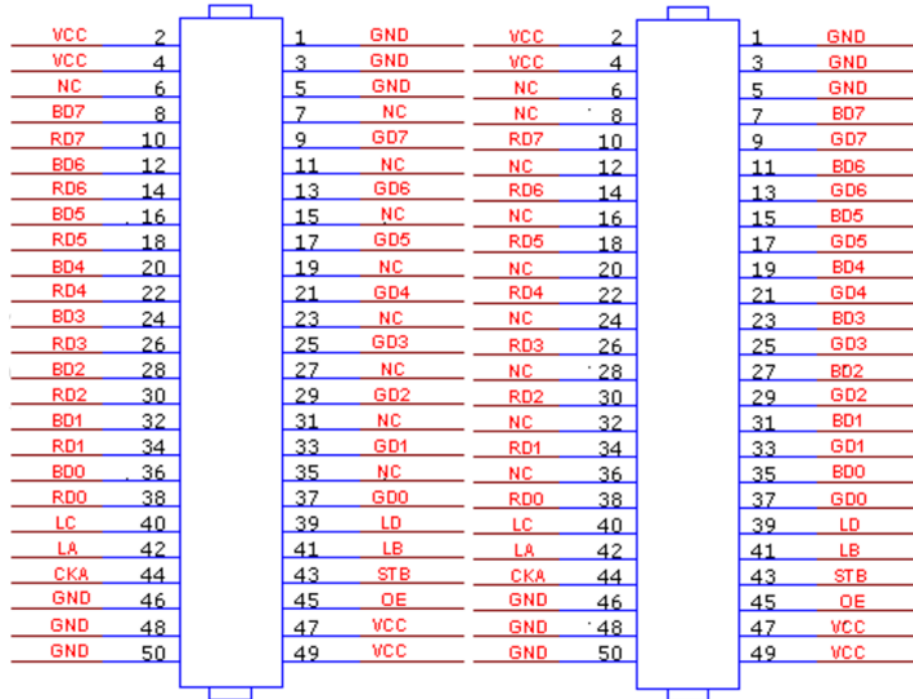 VCC 2 1 GND VCC 2 1 GND
VCC 4 3 GND VCC 4 3 GND
NC 6 5 GND NC 6 5 GND
BD7 8 7 NC NC 8 7 BD7
RD7 10 9 GD7 RD7 10 9 GD7
BD6 12 11 NC NC 12 11 BD6
RD6 14 13 GD6 RD6 14 13 GD6
BD5 16 15 NC NC 16 15 BD5
RD5 18 17 GD5 RD5 18 17 GD5
BD4 20 19 NC NC 20 19 BD4
RD4 22 21 GD4 RD4 22 21 GD4
BD3 24 23 NC NC 24 23 BD3
RD3 26 25 GD3 RD3 26 25 GD3
BD2 28 27 NC NC 28 27 BD2
RD2 30 29 GD2 RD2 30 29 GD2
BD1 32 31 NC NC 32 31 BD1
RD1 34 33 GD1 RD1 34 33 GD1
BD0 36 35 NC NC 36 35 BD0
RD0 38 37 GD0 RD0 38 37 GD0
LC 40 39 LD LC 40 39 LD
LA 42 41 LB LA 42 41 LB
CKA 44 43 STB CKA 44 43 STB
GND 46 45 OE GND 46 45 OE
GND 48 47 VCC GND 48 47 VCC
GND 50 49 VCC GND 50 49 VCC